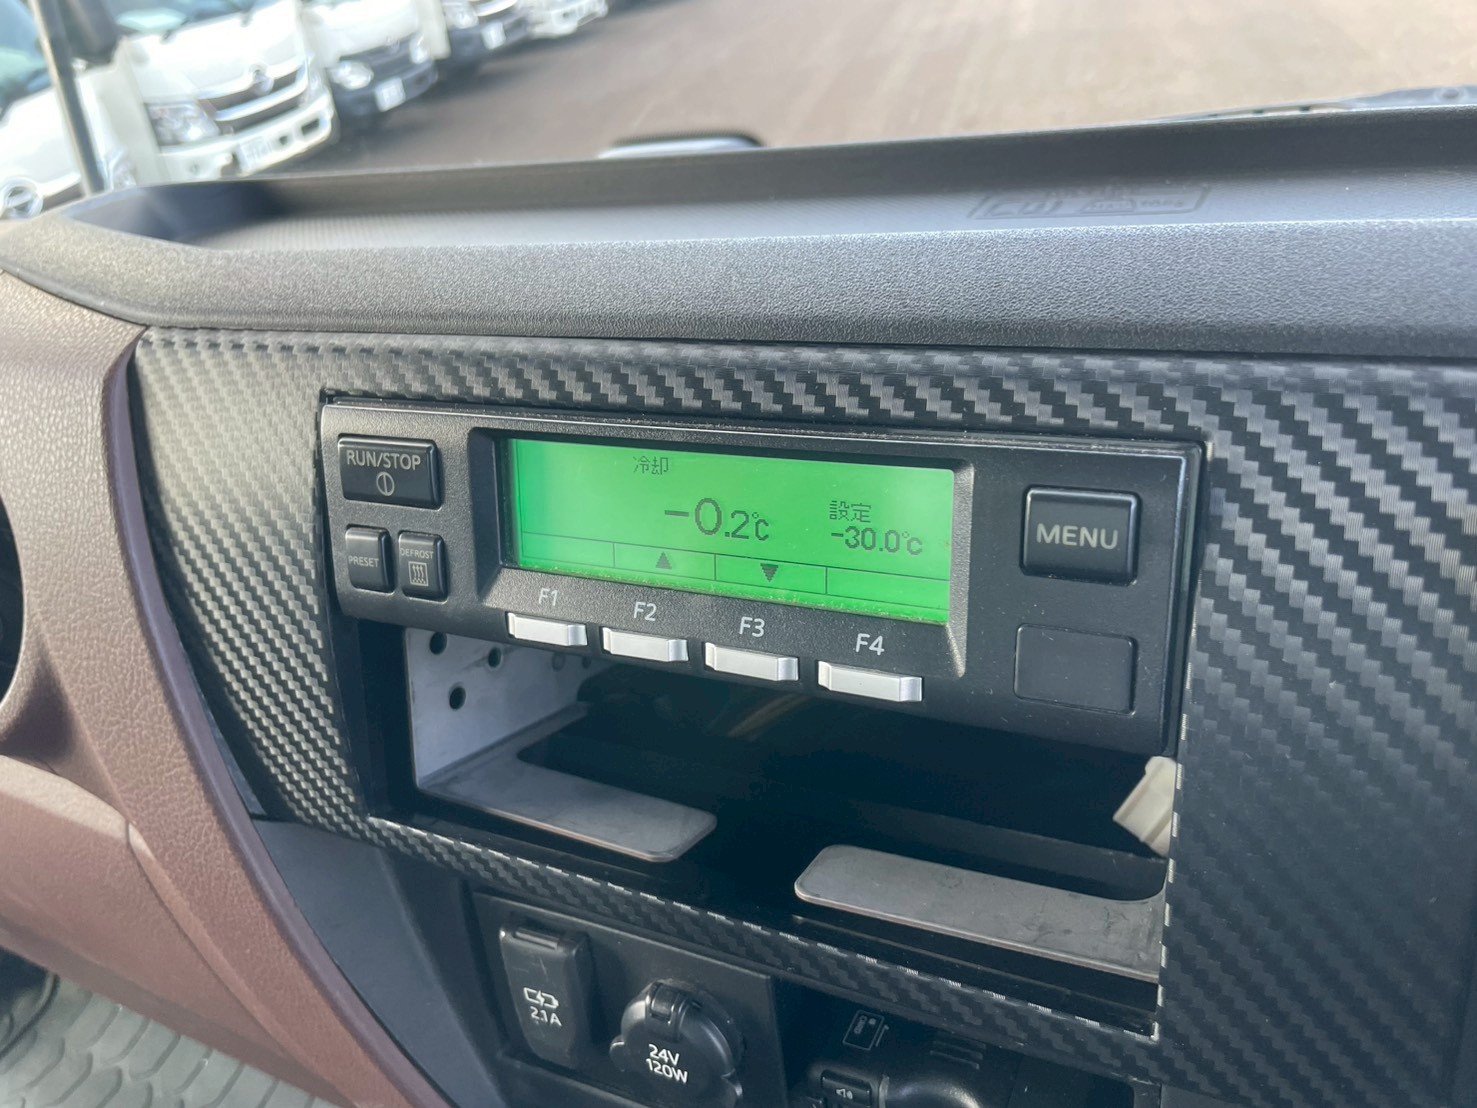 RUN/STOP
PRESET
DEFROST
冷却
-0.2℃
設定
-30.0℃
▲
▼
F1
F2
F3
F4
MENU
2.1A
24V
120W